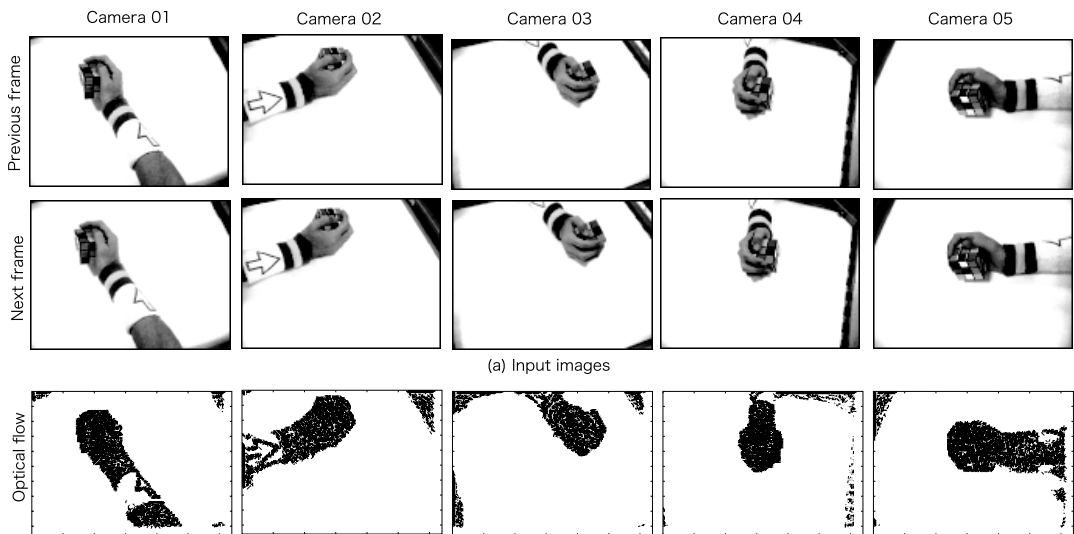 Camera 01 Camera 02 Camera 03 Camera 04 Camera 05
Previous frame
Next frame
(a) Input images
Optical flow